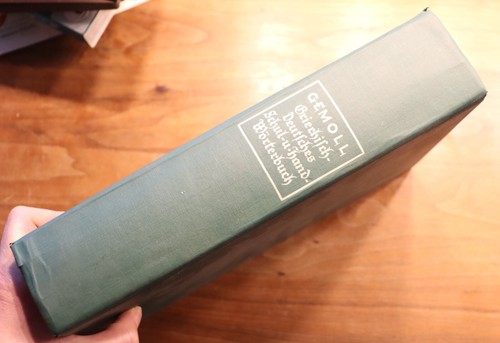 GEMOLL,
Griechisch-
Deutsches
Schul-u-Hand-
Wörterbuch